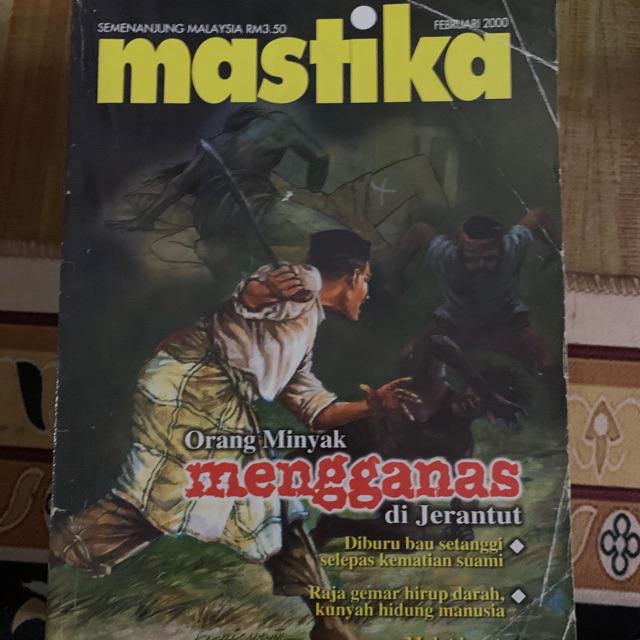 SEMENANJUNG MALAYSIA RM3.50
FEBRUARI 2000
mastika
Orang Minyak
mengganas
di Jerantut
Diburu bau setanggi
selepas kematian suami
Raja gemar hirup darah,
kunyah hidung manusia